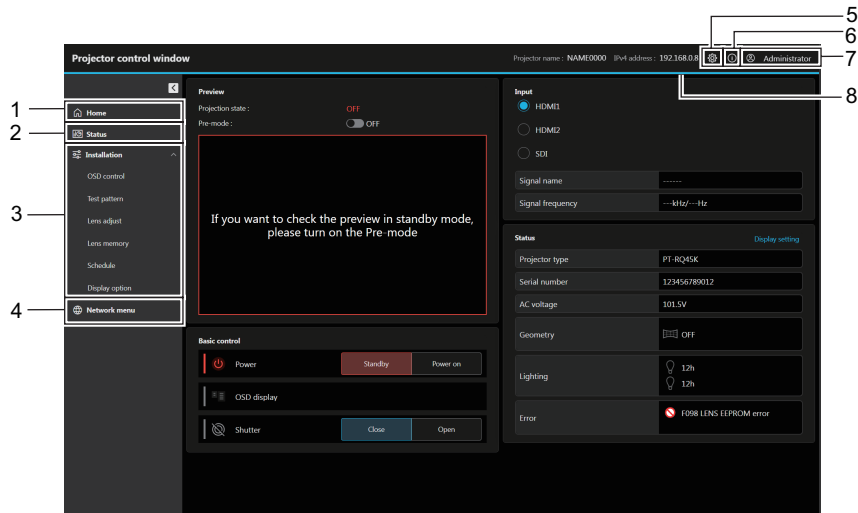 5
6
Projector control window
Projector name : NAME0000 IPv4 address : 192.168.0.8
Administrator
7
8
1
Home
2
Status
3
Installation
OSD control
Test pattern
Lens adjust
Lens memory
Schedule
Display option
4
Network menu
Preview
Projection state : OFF
Pre-mode : OFF
If you want to check the preview in standby mode,
please turn on the Pre-mode
Basic control
Power Standby Power on
OSD display
Shutter Close Open
Input
HDMI1
HDMI2
SDI
Signal name ------
Signal frequency ---kHz/---Hz
Status Display setting
Projector type PT-RQ45K
Serial number 123456789012
AC voltage 101.5V
Geometry OFF
Lighting 12h
12h
Error F098 LENS EEPROM error